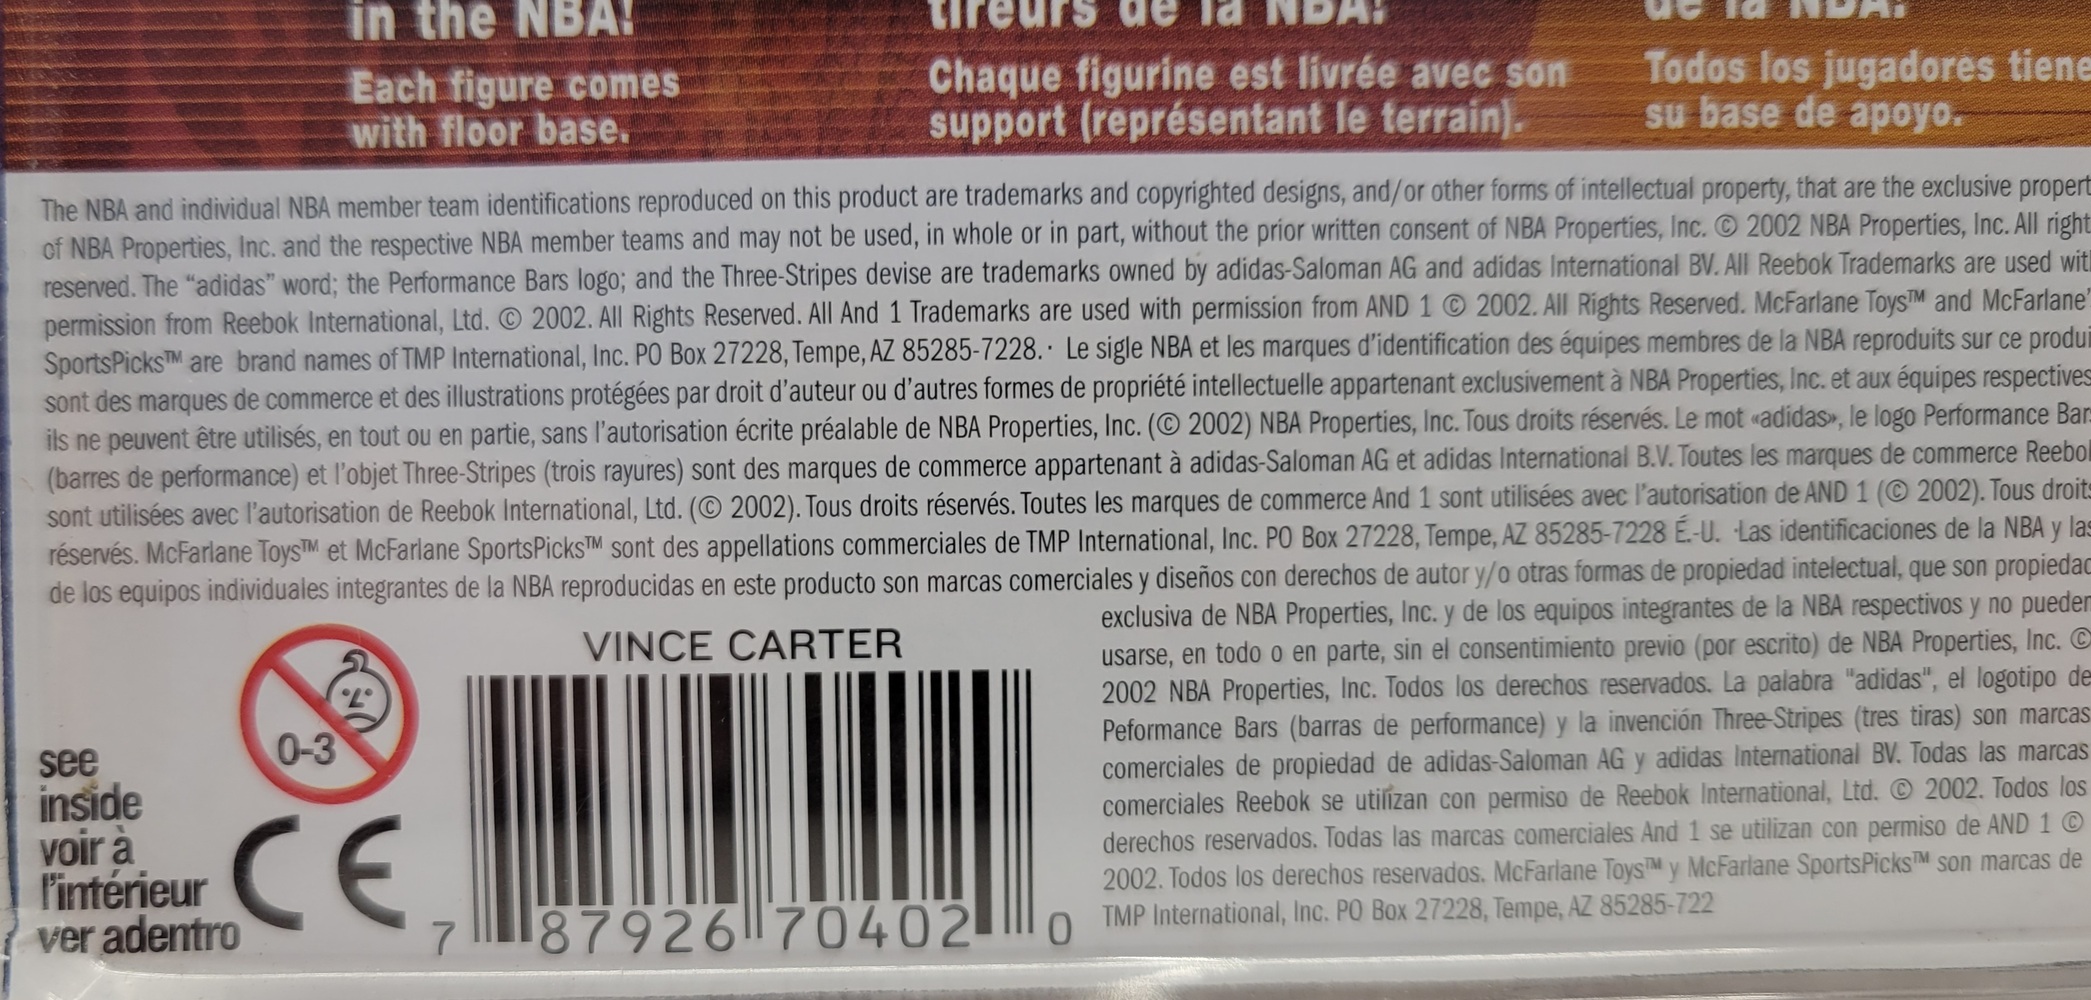 in the NBA!
Each figure comes
with floor base.
tireurs de la NBA!
Chaque figurine est livrée avec son
support (représentant le terrain).
de la NBA!
Todos los jugadores tiene
su base de apoyo.
The NBA and individual NBA member team identifications reproduced on this product are trademarks and copyrighted designs, and/or other forms of intellectual property, that are the exclusive propert
of NBA Properties, Inc. and the respective NBA member teams and may not be used, in whole or in part, without the prior written consent of NBA Properties, Inc. © 2002 NBA Properties, Inc. All right
reserved. The “adidas” word; the Performance Bars logo; and the Three-Stripes devise are trademarks owned by adidas-Saloman AG and adidas International BV. All Reebok Trademarks are used wit
permission from Reebok International, Ltd. © 2002. All Rights Reserved. All And 1 Trademarks are used with permission from AND 1 © 2002. All Rights Reserved. McFarlane Toys™ and McFarlane
SportsPicks™ are brand names of TMP International, Inc. PO Box 27228, Tempe, AZ 85285-7228. · Le sigle NBA et les marques d'identification des équipes membres de la NBA reproduits sur ce produi
sont des marques de commerce et des illustrations protégées par droit d'auteur ou d'autres formes de propriété intellectuelle appartenant exclusivement à NBA Properties, Inc. et aux équipes respectives
ils ne peuvent être utilisés, en tout ou en partie, sans l'autorisation écrite préalable de NBA Properties, Inc. (© 2002) NBA Properties, Inc. Tous droits réservés. Le mot «adidas», le logo Performance Bar
(barres de performance) et l'objet Three-Stripes (trois rayures) sont des marques de commerce appartenant à adidas-Saloman AG et adidas International B.V. Toutes les marques de commerce Reebo
sont utilisées avec l'autorisation de Reebok International, Ltd. (© 2002). Tous droits réservés. Toutes les marques de commerce And 1 sont utilisées avec l'autorisation de AND 1 (© 2002). Tous droits
réservés. McFarlane Toys™ et McFarlane SportsPicks™ sont des appellations commerciales de TMP International, Inc. PO Box 27228, Tempe, AZ 85285-7228 É.-U. ·Las identificaciones de la NBA y las
de los equipos individuales integrantes de la NBA reproducidas en este producto son marcas comerciales y diseños con derechos de autor y/o otras formas de propiedad intelectual, que son propiedad
exclusiva de NBA Properties, Inc. y de los equipos integrantes de la NBA respectivos y no pueden
usarse, en todo o en parte, sin el consentimiento previo (por escrito) de NBA Properties, Inc. ©
2002 NBA Properties, Inc. Todos los derechos reservados. La palabra "adidas", el logotipo de
Peformance Bars (barras de performance) y la invención Three-Stripes (tres tiras) son marcas
comerciales de propiedad de adidas-Saloman AG y adidas International BV. Todas las marcas
comerciales Reebok se utilizan con permiso de Reebok International, Ltd. © 2002. Todos los
derechos reservados. Todas las marcas comerciales And 1 se utilizan con permiso de AND 1 ©
2002. Todos los derechos reservados. McFarlane Toys™ y McFarlane SportsPicks™ son marcas de
TMP International, Inc. PO Box 27228, Tempe, AZ 85285-722
0-3
see
inside
voir à
l'intérieur
ver adentro
CE
VINCE CARTER
7 87926 70402 0